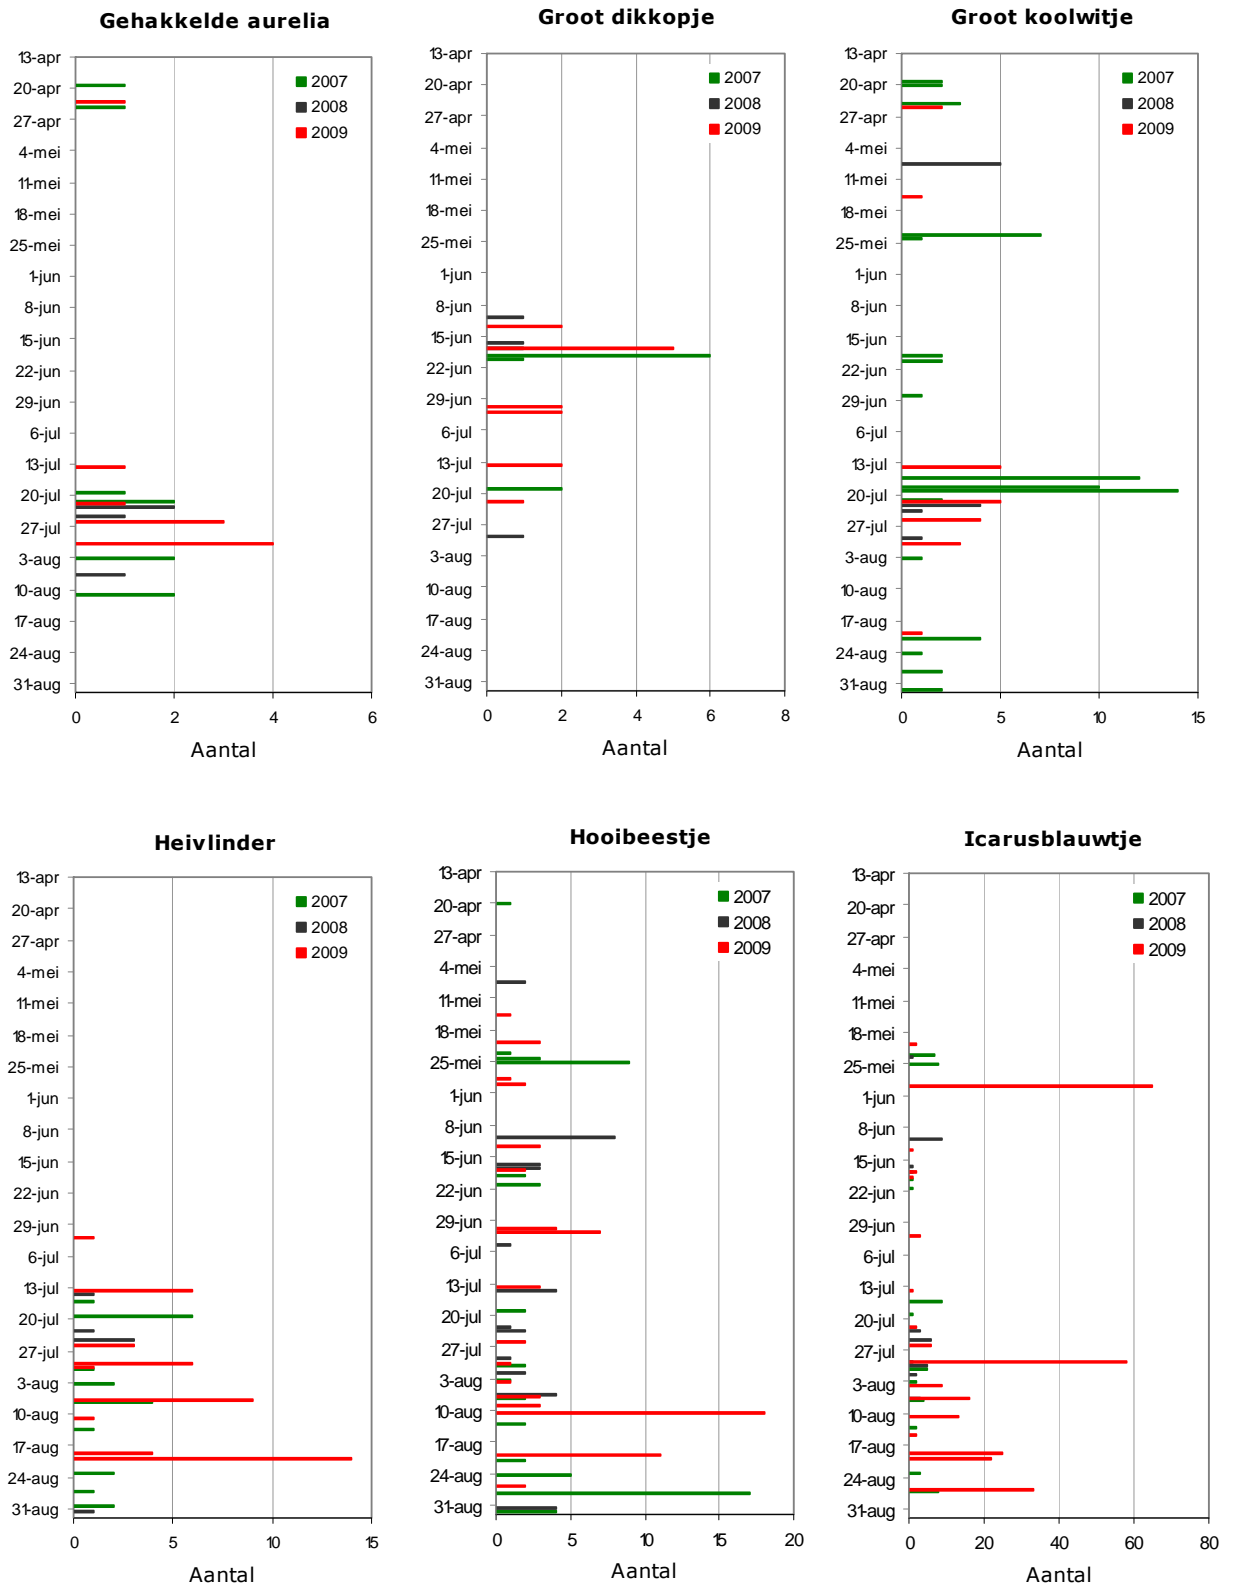 Gehakkelde aurelia
13-apr
20-apr
27-apr
4-mei
11-mei
18-mei
25-mei
1-jun
8-jun
15-jun
22-jun
29-jun
6-jul
13-jul
20-jul
27-jul
3-aug
10-aug
17-aug
24-aug
31-aug
2007
2008
2009
0 2 4 6
Aantal
Groot dikkopje
13-apr
20-apr
27-apr
4-mei
11-mei
18-mei
25-mei
1-jun
8-jun
15-jun
22-jun
29-jun
6-jul
13-jul
20-jul
27-jul
3-aug
10-aug
17-aug
24-aug
31-aug
2007
2008
2009
0 2 4 6 8
Aantal
Groot koolwitje
13-apr
20-apr
27-apr
4-mei
11-mei
18-mei
25-mei
1-jun
8-jun
15-jun
22-jun
29-jun
6-jul
13-jul
20-jul
27-jul
3-aug
10-aug
17-aug
24-aug
31-aug
2007
2008
2009
0 5 10 15
Aantal
Heivlinder
13-apr
20-apr
27-apr
4-mei
11-mei
18-mei
25-mei
1-jun
8-jun
15-jun
22-jun
29-jun
6-jul
13-jul
20-jul
27-jul
3-aug
10-aug
17-aug
24-aug
31-aug
2007
2008
2009
0 5 10 15
Aantal
Hooibeestje
13-apr
20-apr
27-apr
4-mei
11-mei
18-mei
25-mei
1-jun
8-jun
15-jun
22-jun
29-jun
6-jul
13-jul
20-jul
27-jul
3-aug
10-aug
17-aug
24-aug
31-aug
2007
2008
2009
0 5 10 15 20
Aantal
Icarusblauwtje
13-apr
20-apr
27-apr
4-mei
11-mei
18-mei
25-mei
1-jun
8-jun
15-jun
22-jun
29-jun
6-jul
13-jul
20-jul
27-jul
3-aug
10-aug
17-aug
24-aug
31-aug
2007
2008
2009
0 20 40 60 80
Aantal